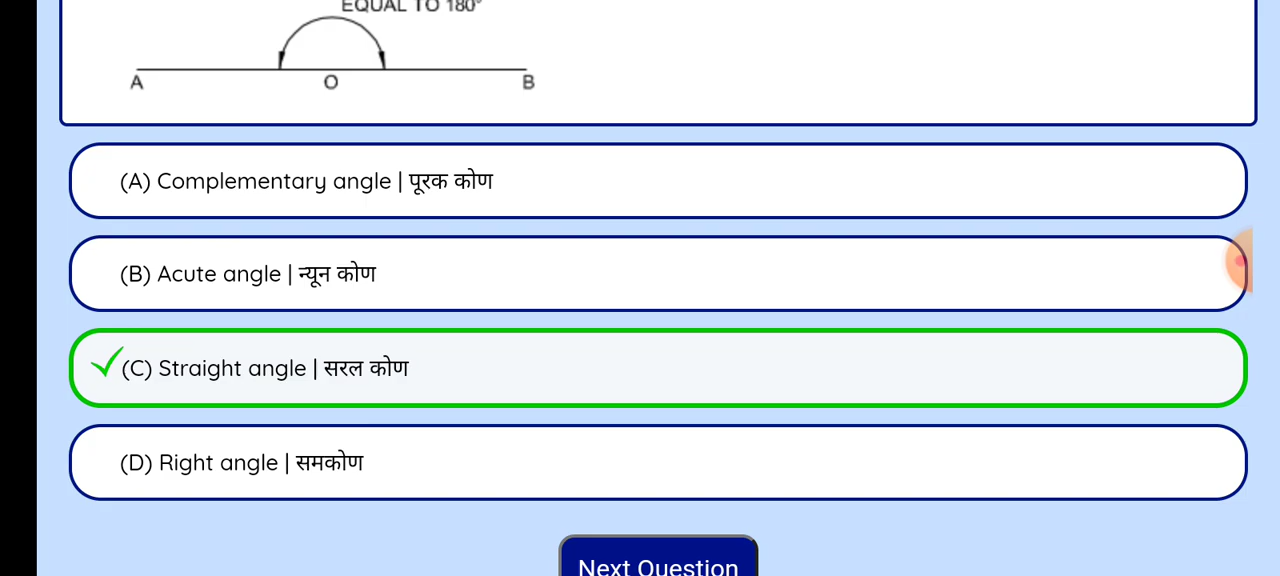 EQUAL TO 180°
A O B
(A) Complementary angle | पूरक कोण
(B) Acute angle | न्यून कोण
(C) Straight angle | सरल कोण
(D) Right angle | समकोण
Next Question